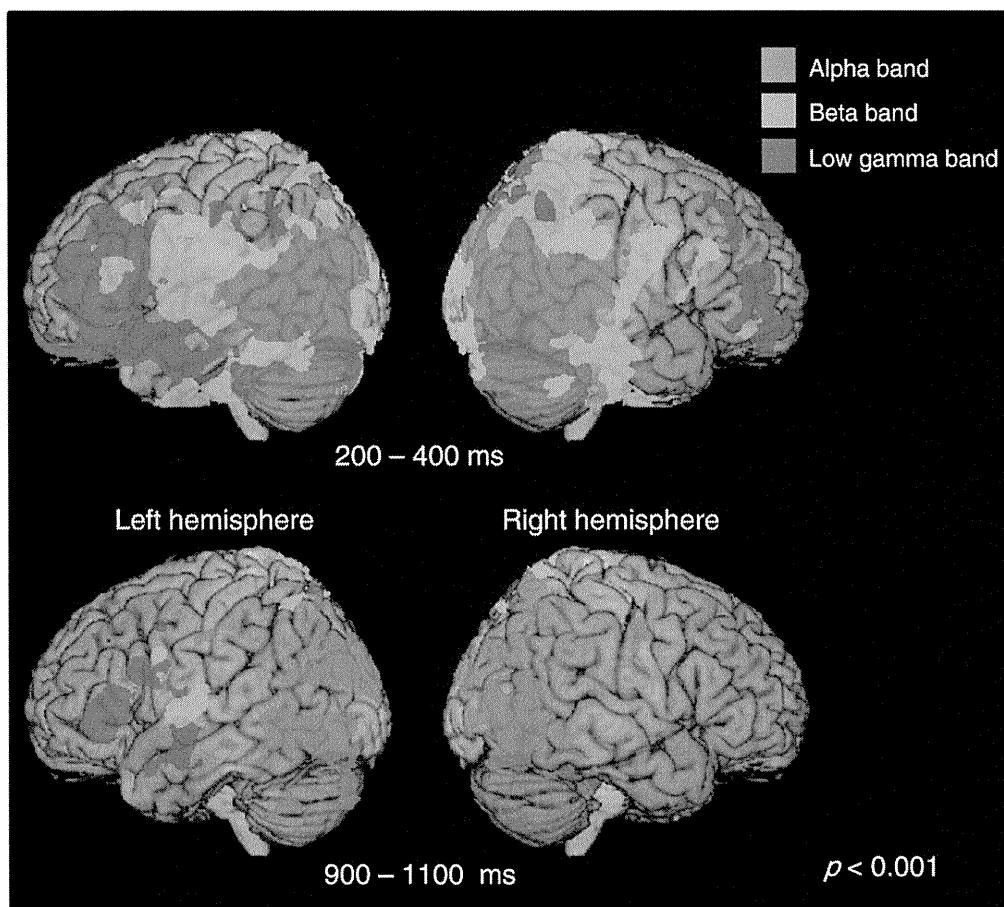 Alpha band
Beta band
Low gamma band
200 – 400 ms
Left hemisphere
Right hemisphere
900 – 1100 ms
p < 0.001